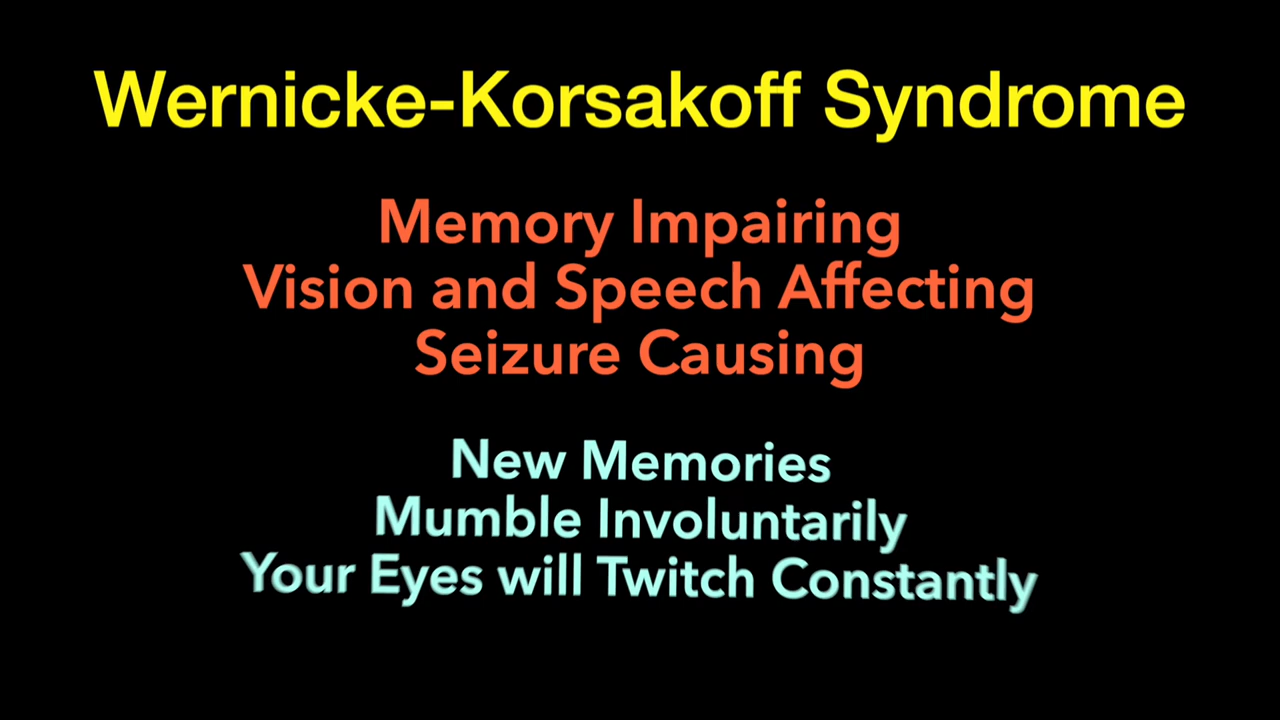 Wernicke-Korsakoff Syndrome
Memory Impairing
Vision and Speech Affecting
Seizure Causing
New Memories
Mumble Involuntarily
Your Eyes will Twitch Constantly